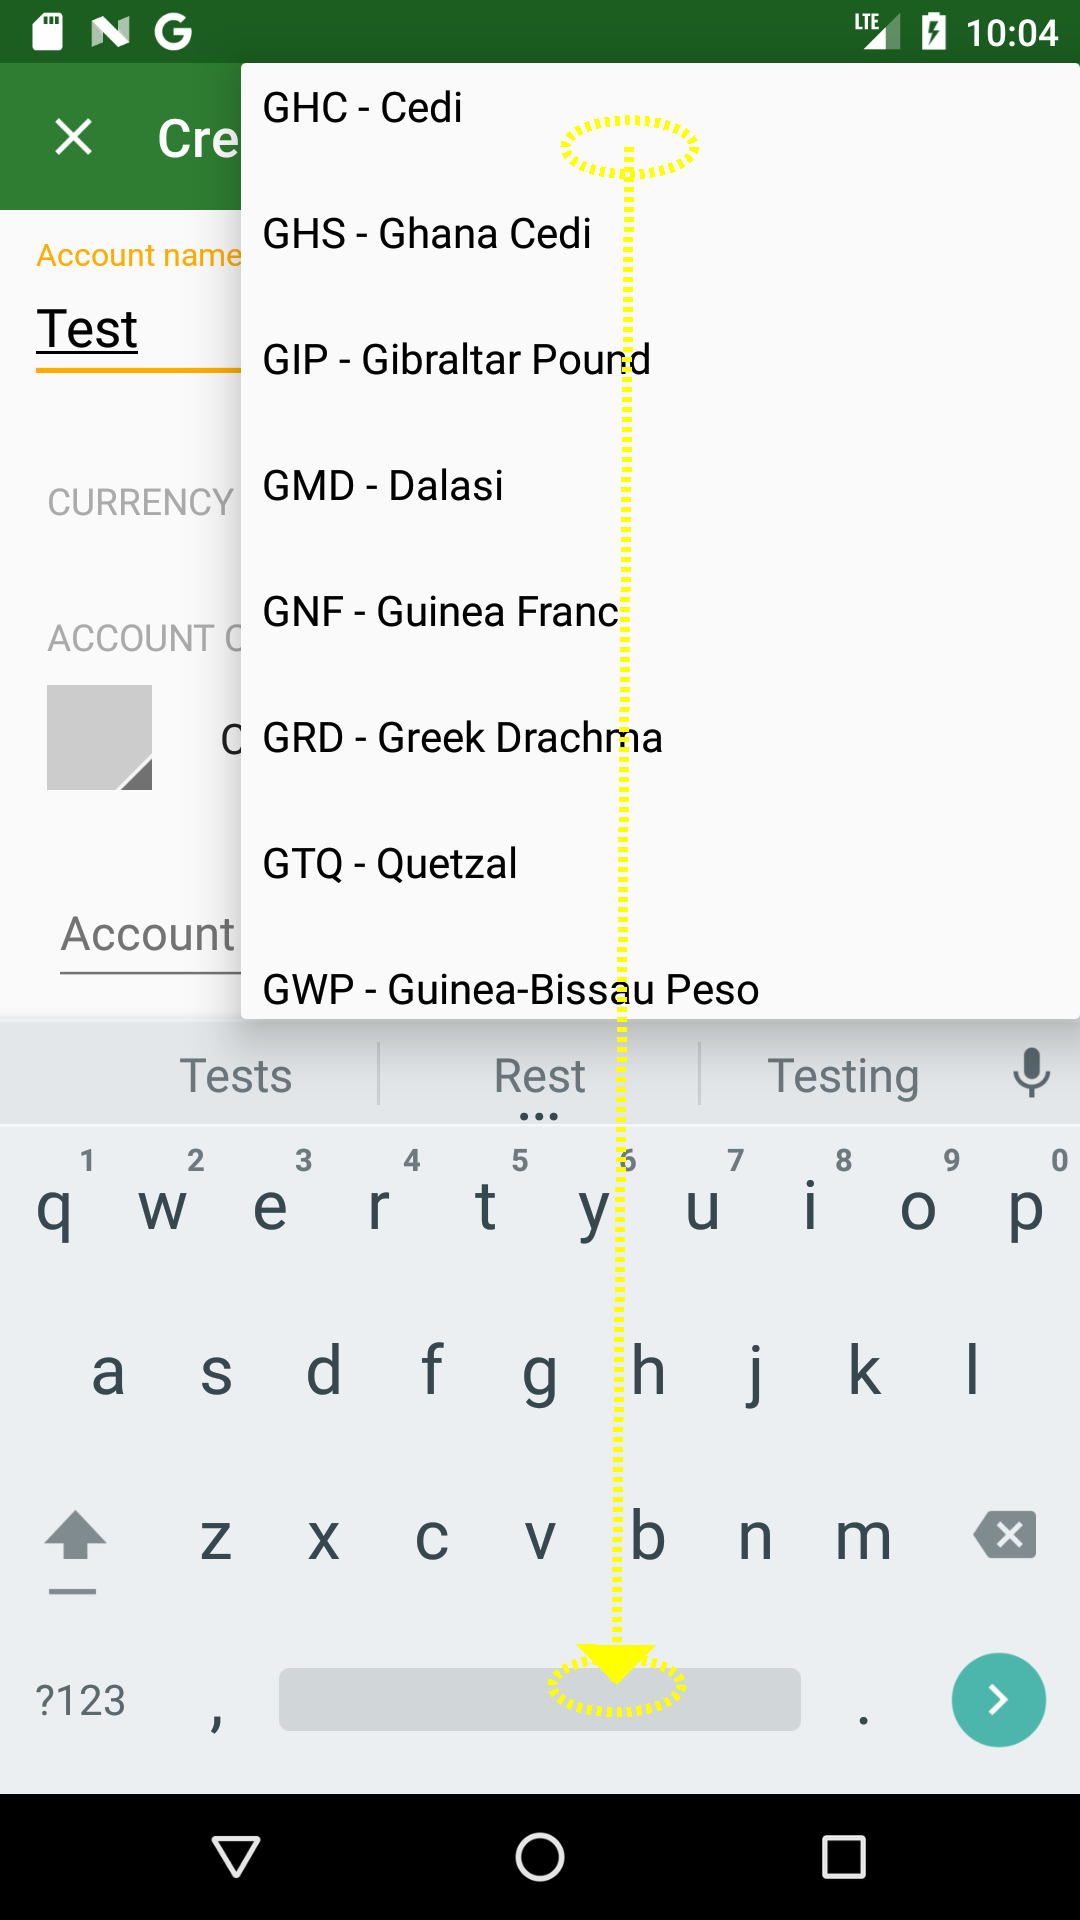 LTE 10:04
Cre
GHC - Cedi
Account name
GHS - Ghana Cedi
Test
GIP - Gibraltar Pound
CURRENCY
GMD - Dalasi
ACCOUNT C
GNF - Guinea Franc
C
GRD - Greek Drachma
GTQ - Quetzal
Account
GWP - Guinea-Bissau Peso
Tests Rest Testing
1 2 3 4 5 6 7 8 9 0
q w e r t y u i o p
a s d f g h j k l
z x c v b n m
?123 , .